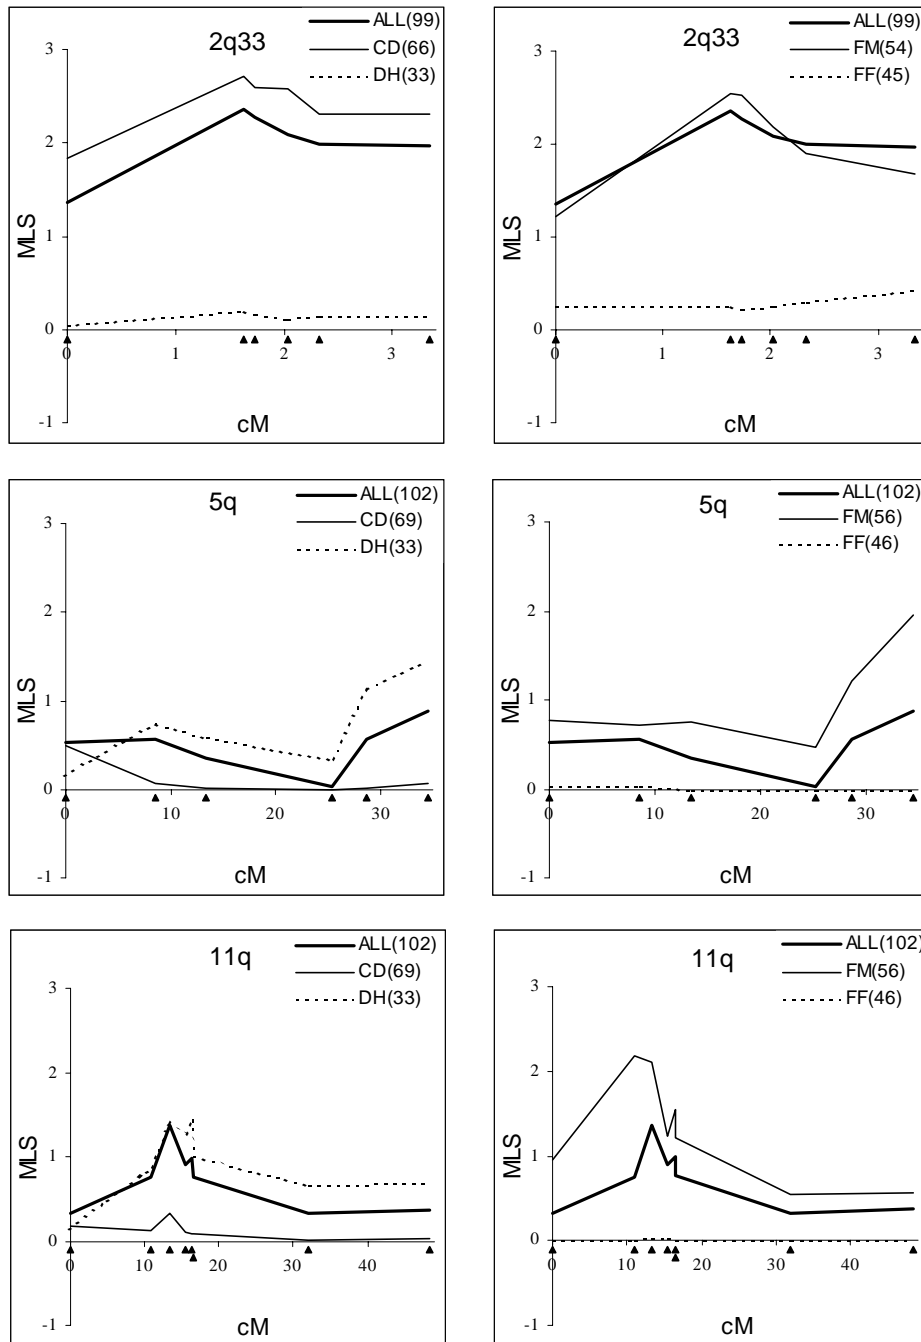 2q33
ALL(99)
CD(66)
DH(33)
3
2
1
0
-1
MLS
0 1 2 3
cM
2q33
ALL(99)
FM(54)
FF(45)
3
2
1
0
-1
MLS
0 1 2 3
cM
5q
ALL(102)
CD(69)
DH(33)
3
2
1
0
-1
MLS
0 10 20 30
cM
5q
ALL(102)
FM(56)
FF(46)
3
2
1
0
-1
MLS
0 10 20 30
cM
11q
ALL(102)
CD(69)
DH(33)
3
2
1
0
-1
MLS
0 10 20 30 40
cM
11q
ALL(102)
FM(56)
FF(46)
3
2
1
0
-1
MLS
0 10 20 30 40
cM